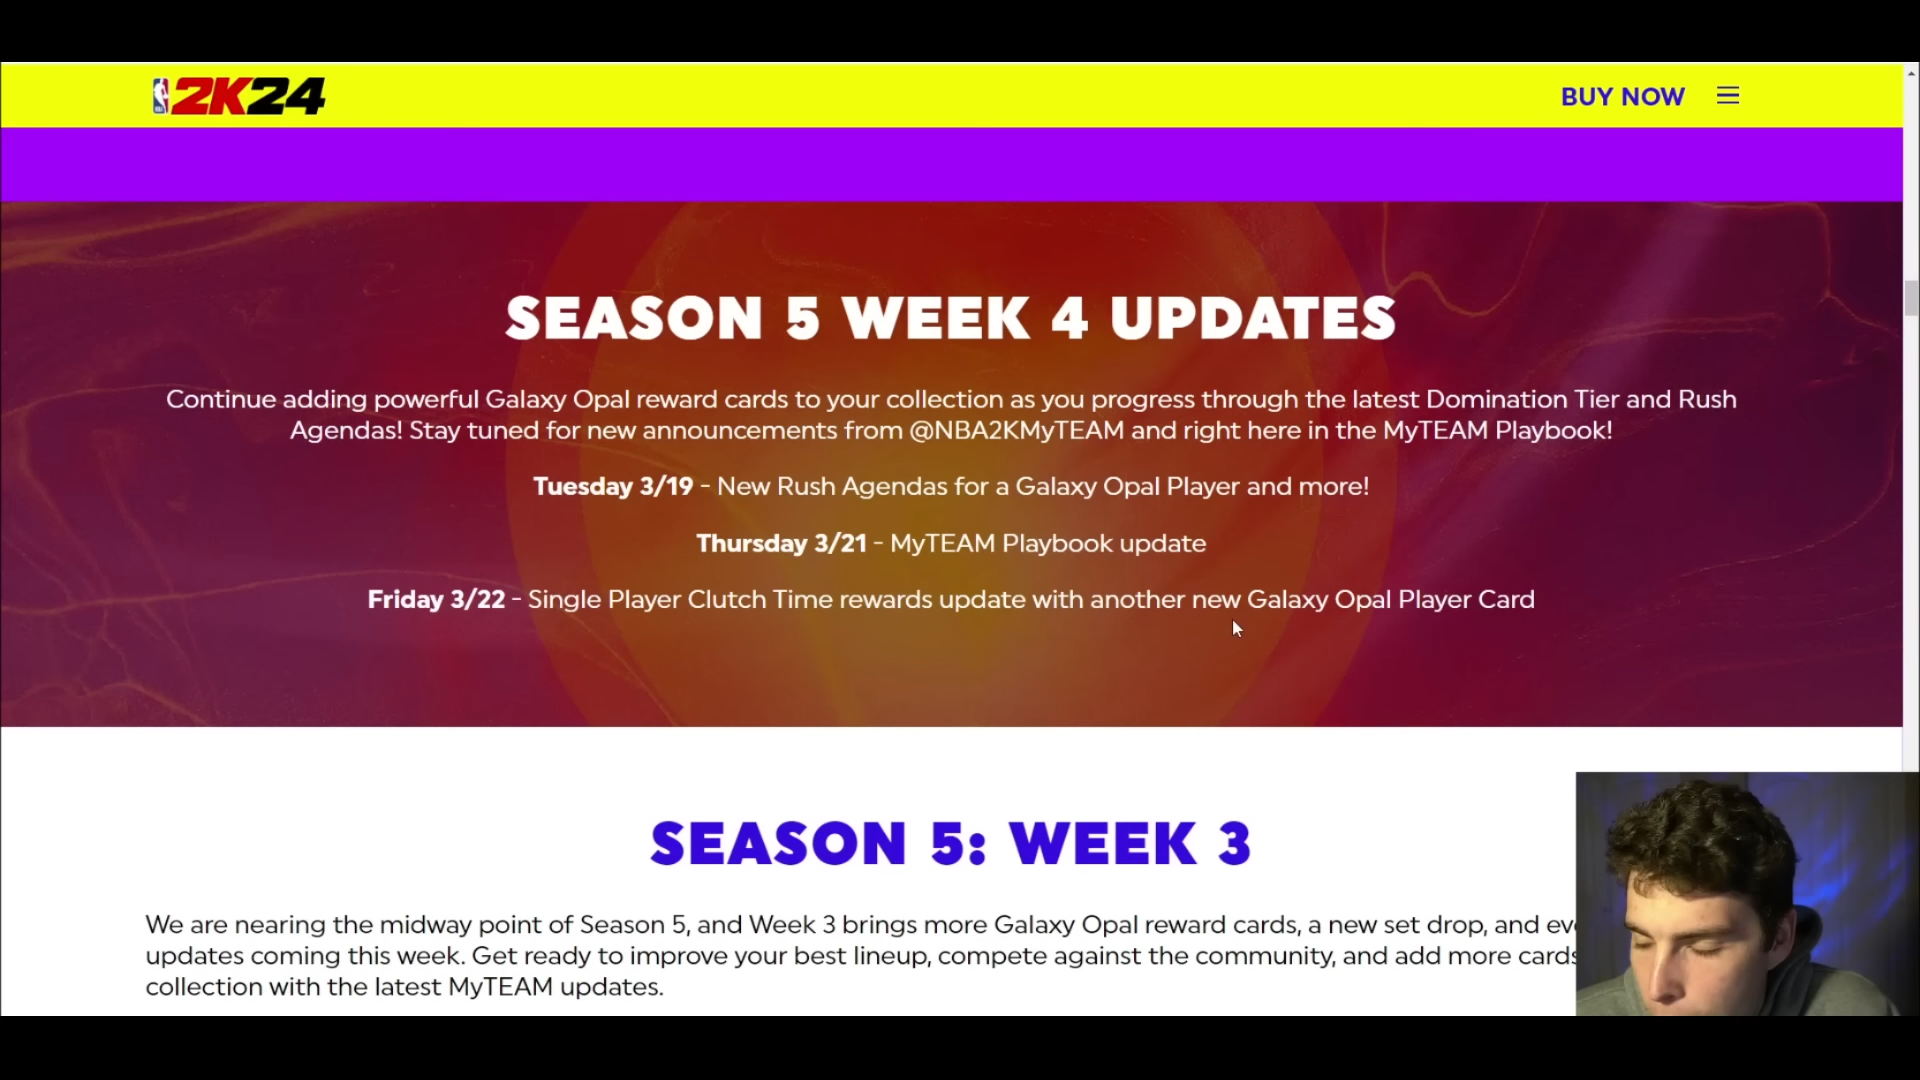 2K24
BUY NOW
SEASON 5 WEEK 4 UPDATES
Continue adding powerful Galaxy Opal reward cards to your collection as you progress through the latest Domination Tier and Rush
Agendas! Stay tuned for new announcements from @NBA2KMyTEAM and right here in the MyTEAM Playbook!
Tuesday 3/19 - New Rush Agendas for a Galaxy Opal Player and more!
Thursday 3/21 - MyTEAM Playbook update
Friday 3/22 - Single Player Clutch Time rewards update with another new Galaxy Opal Player Card
SEASON 5: WEEK 3
We are nearing the midway point of Season 5, and Week 3 brings more Galaxy Opal reward cards, a new set drop, and
updates coming this week. Get ready to improve your best lineup, compete against the community, and add more cards
collection with the latest MyTEAM updates.